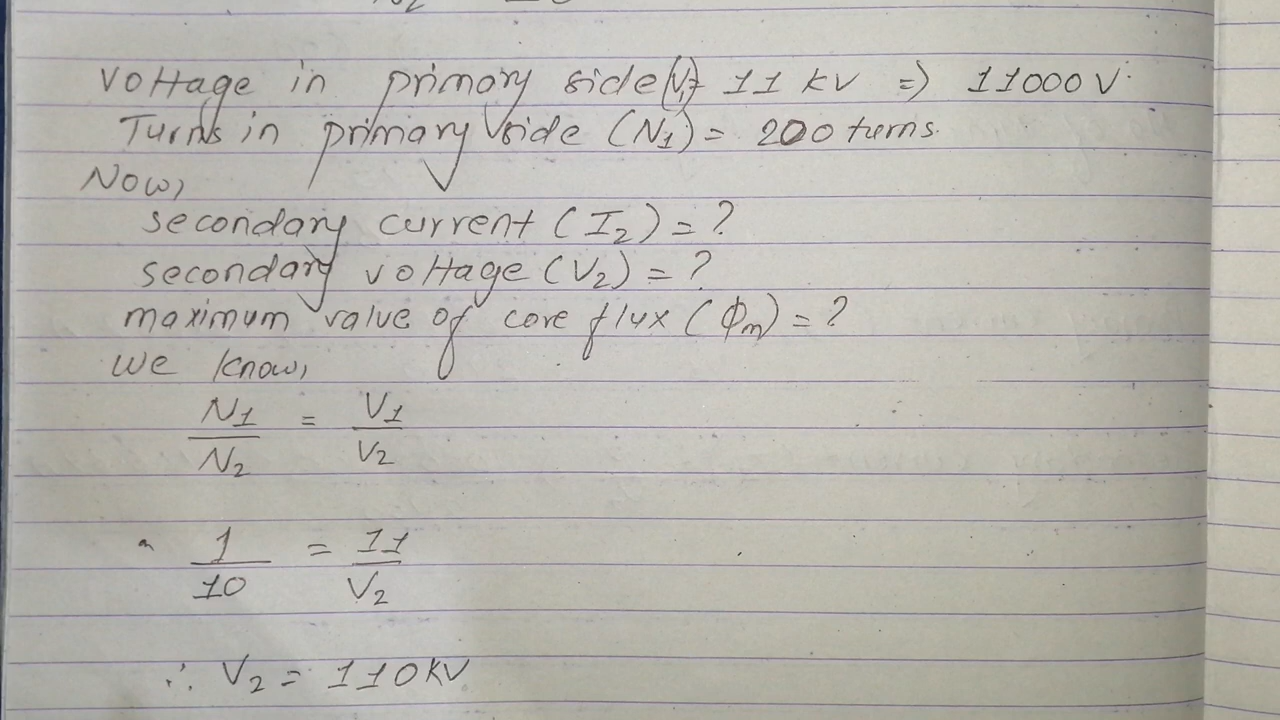 voltage in primary side (V1) = 11 kV => 11000 V.
Turns in primary side (N1) = 200 turns.
Now,
secondary current (I2) = ?
secondary voltage (V2) = ?
maximum value of core flux (Φm) = ?
we know,
N1/N2 = V1/V2
1/10 = 11/V2
∴ V2 = 110 kV